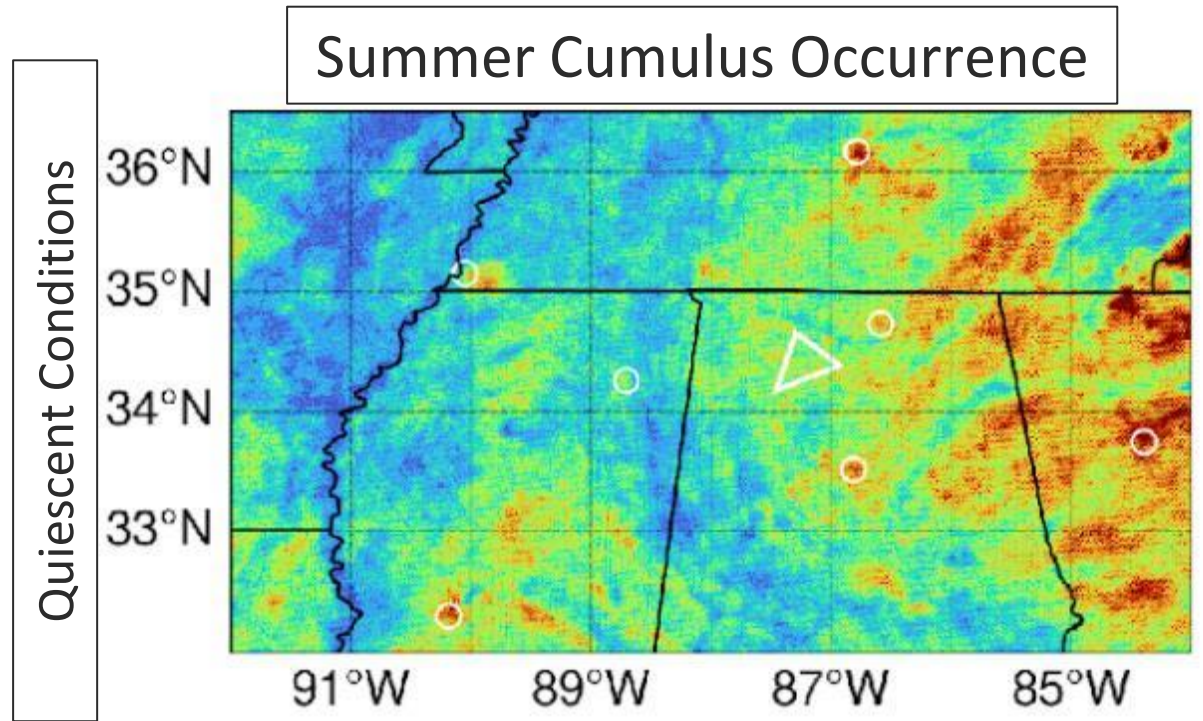 Summer Cumulus Occurrence
Quiescent Conditions
36°N
35°N
34°N
33°N
91°W
89°W
87°W
85°W